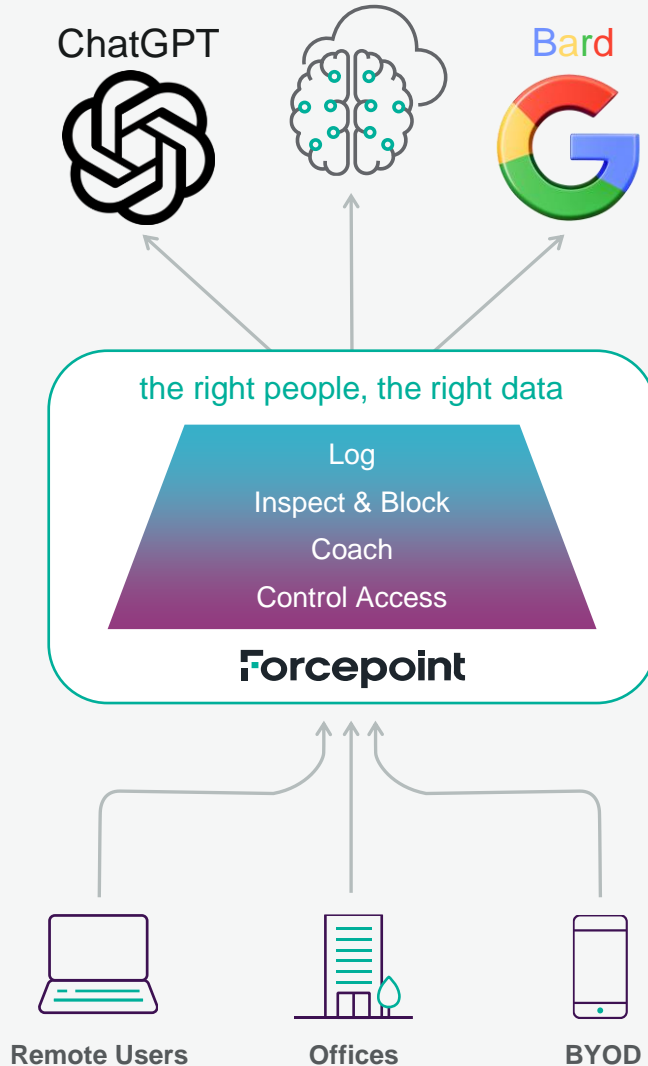 ChatGPT
Bard
the right people, the right data
Log
Inspect & Block
Coach
Control Access
Forcepoint
Remote Users
Offices
BYOD